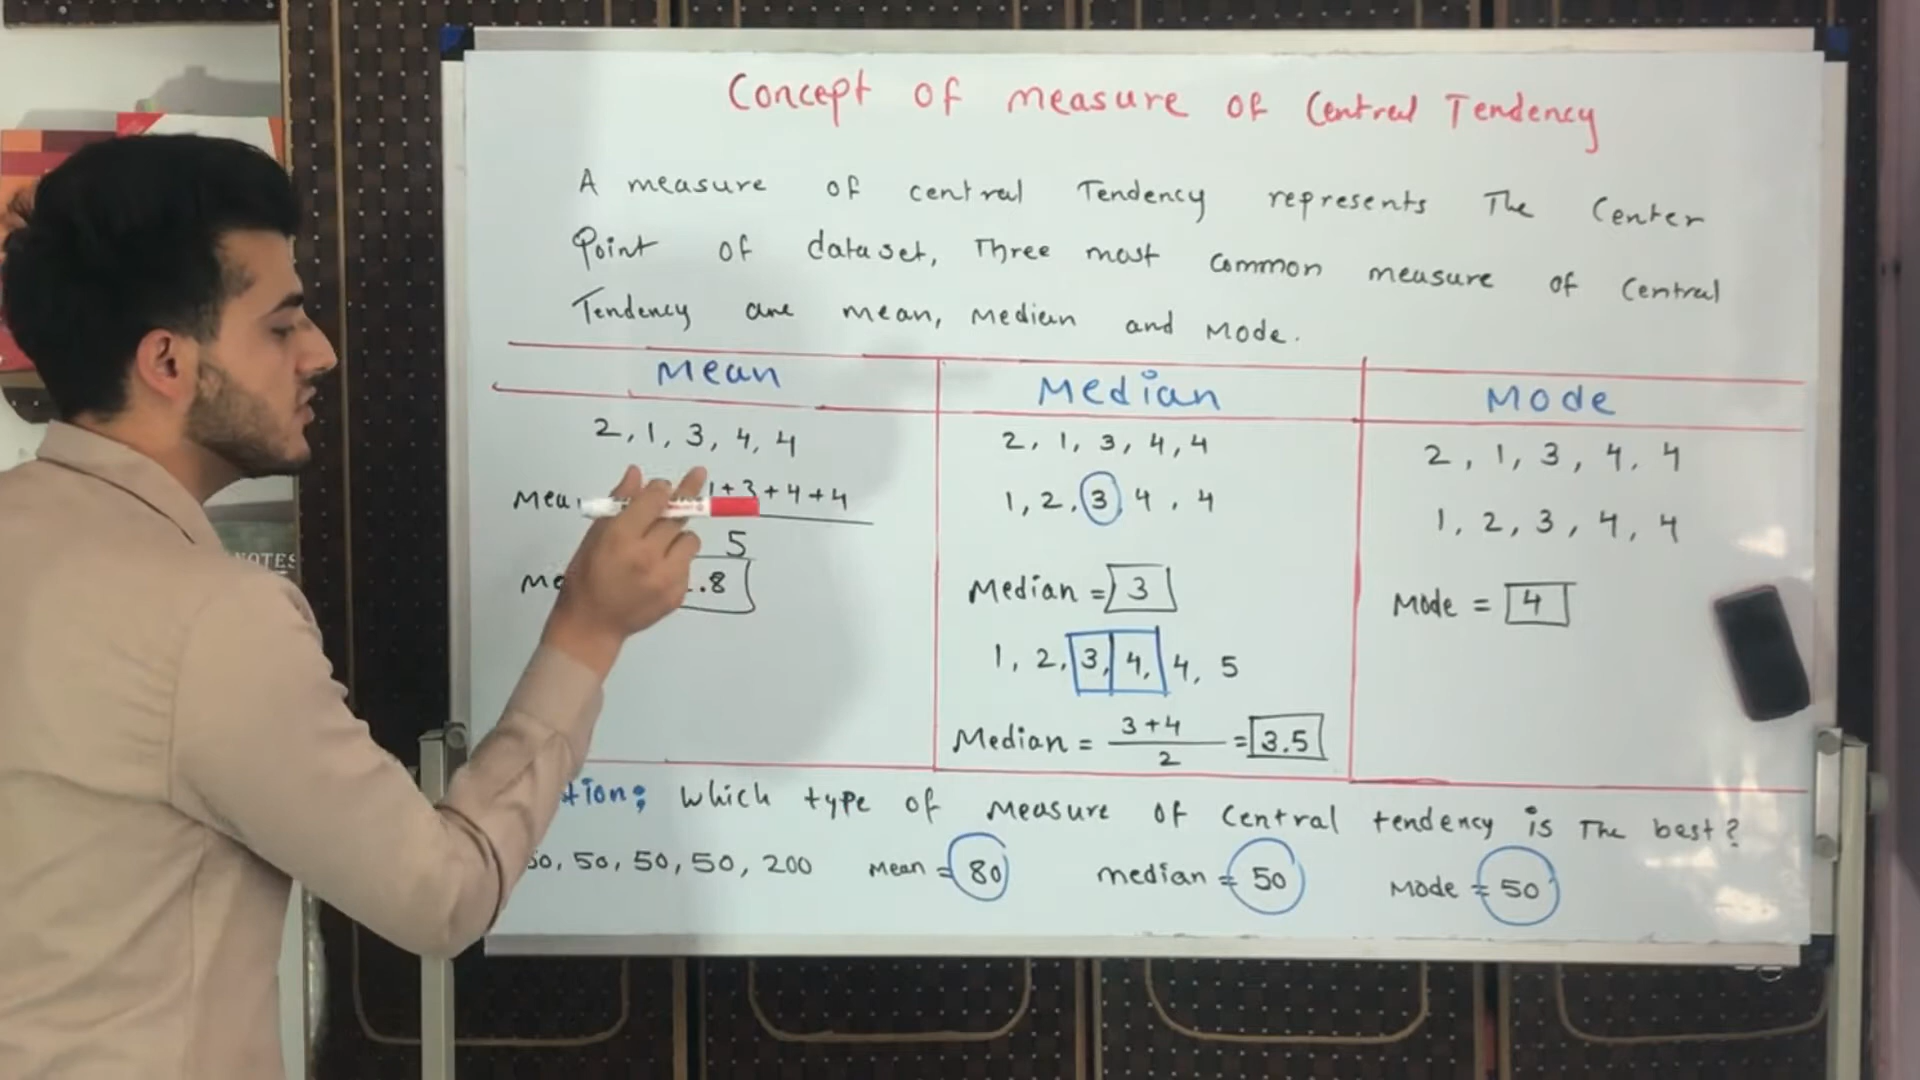 Concept of measure of Central Tendency
A measure of central Tendency represents The Center
Point of dataset, Three most common measure of Central
Tendency are mean, Median and Mode.
Mean
2, 1, 3, 4, 4
1+3+4+4
5
.8
Median
2, 1, 3, 4, 4
1, 2, 3, 4, 4
Median = 3
1, 2, 3, 4, 4, 5
Median = 3+4 / 2 = 3.5
Mode
2, 1, 3, 4, 4
1, 2, 3, 4, 4
Mode = 4
tion; Which type of Measure of Central tendency is The best?
50, 50, 50, 200 Mean = 80 median = 50 Mode = 50
NOTES